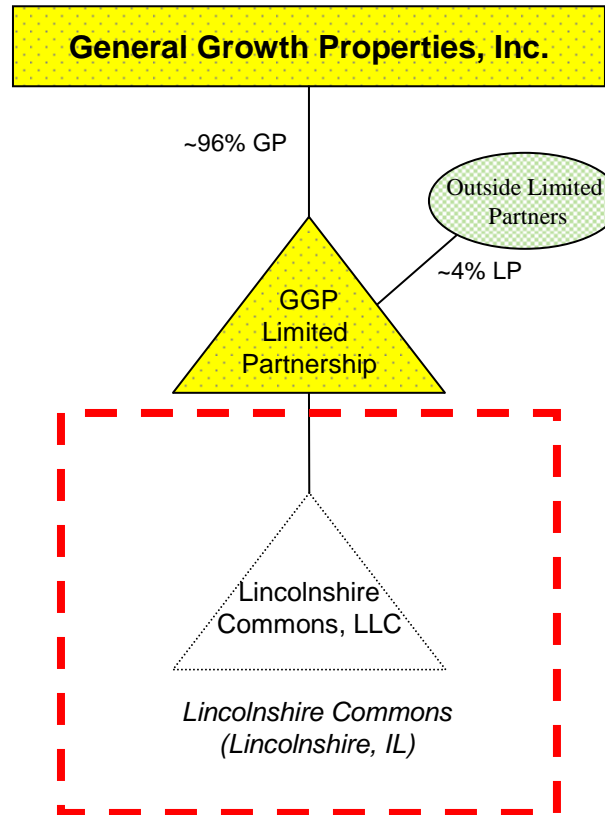 General Growth Properties, Inc.
~96% GP
Outside Limited
Partners
~4% LP
GGP
Limited
Partnership
Lincolnshire
Commons, LLC
Lincolnshire Commons
(Lincolnshire, IL)